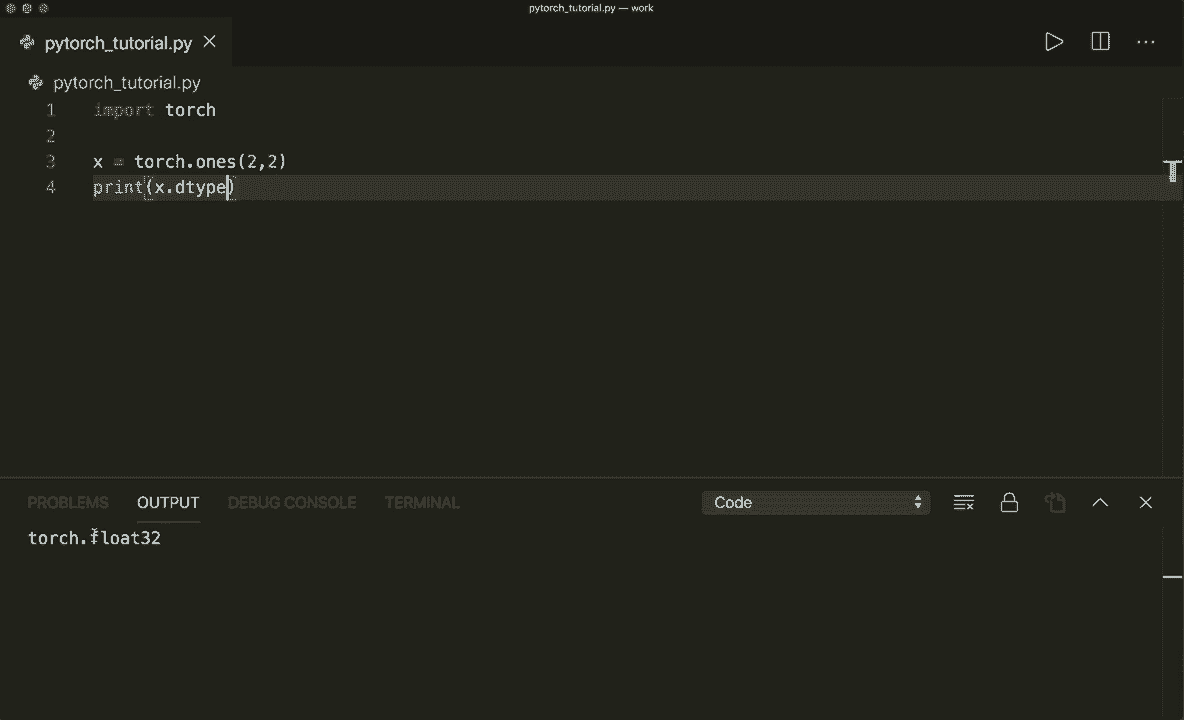 pytorch_tutorial.py — work
pytorch_tutorial.py
pytorch_tutorial.py
1 import torch
2
3 x = torch.ones(2,2)
4 print(x.dtype)
PROBLEMS OUTPUT DEBUG CONSOLE TERMINAL Code
torch.float32